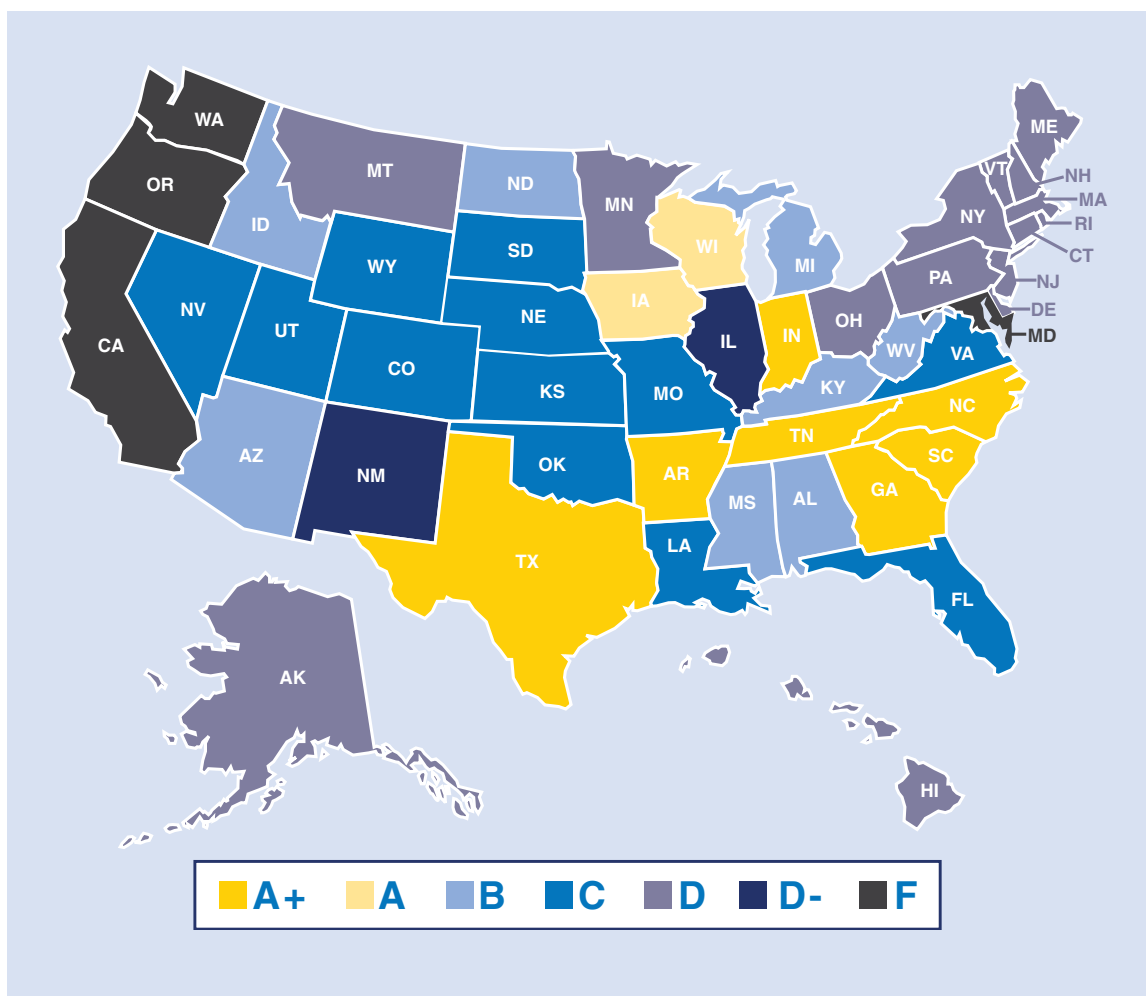 WA
ME
MT
ND
OR
VT
NH
MN
MA
ID
NY
RI
SD
WI
CT
WY
MI
PA
NJ
IA
NV
DE
NE
OH
UT
IN
MD
CA
IL
WV
VA
CO
KY
KS
MO
NC
TN
AZ
SC
OK
NM
AR
GA
MS
AL
LA
TX
FL
AK
HI
A+ A B C D D- F